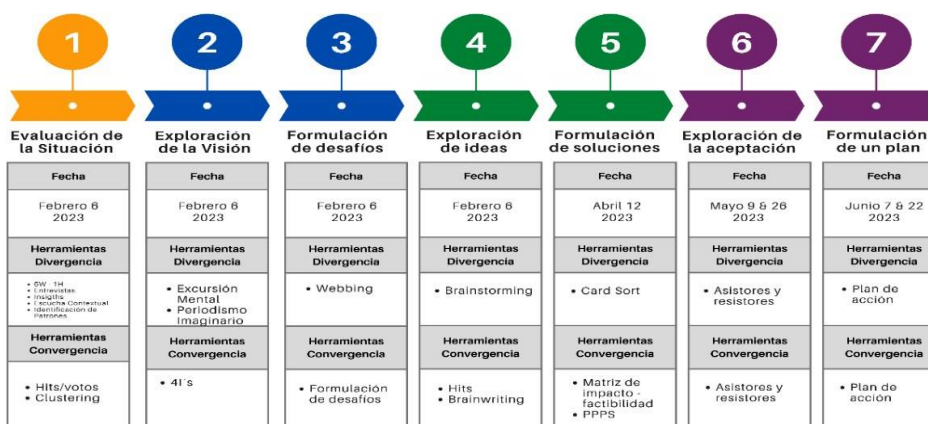 1
2
3
4
5
6
7
Evaluación de
la Situación
Exploración
de la Visión
Formulación
de desafíos
Exploración
de ideas
Formulación
de soluciones
Exploración de
la aceptación
Formulación
de un plan
Fecha
Fecha
Fecha
Fecha
Fecha
Fecha
Fecha
Febrero 6
2023
Febrero 6
2023
Febrero 6
2023
Febrero 6
2023
Abril 12
2023
Mayo 9 & 26
2023
Junio 7 & 22
2023
Herramientas
Divergencia
Herramientas
Divergencia
Herramientas
Divergencia
Herramientas
Divergencia
Herramientas
Divergencia
Herramientas
Divergencia
Herramientas
Divergencia
• 5W - 1H
• Entrevistas
• Insigths
• Escucha Contextual
• Identificación de
Patrones
• Excursión
Mental
• Periodismo
Imaginario
• Webbing
• Brainstorming
• Card Sort
• Asistores y
resistores
• Plan de
acción
Herramientas
Convergencia
Herramientas
Convergencia
Herramientas
Convergencia
Herramientas
Convergencia
Herramientas
Convergencia
Herramientas
Convergencia
Herramientas
Convergencia
• Hits/votos
• Clustering
• 4I´s
• Formulación
de desafíos
• Hits
• Brainwriting
• Matriz de
impacto -
factibilidad
• PPPS
• Asistores y
resistores
• Plan de
acción